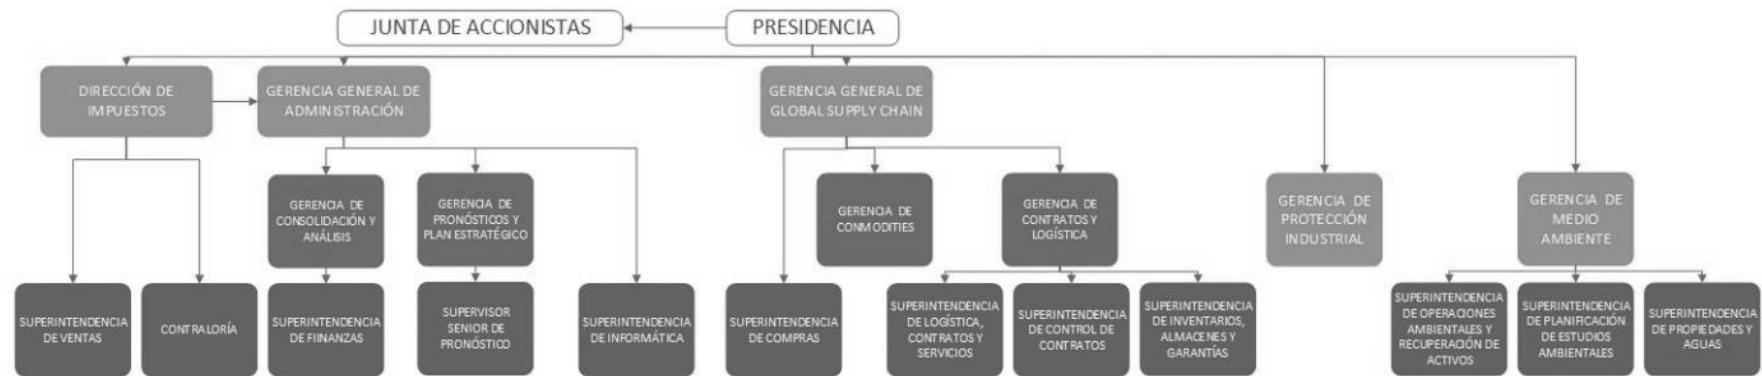 JUNTA DE ACCIONISTAS
PRESIDENCIA
DIRECCIÓN DE
IMPUESTOS
GERENCIA GENERAL DE
ADMINISTRACIÓN
GERENCIA GENERAL DE
GLOBAL SUPPLY CHAIN
GERENCIA DE
CONSOLIDACIÓN Y
ANÁLISIS
GERENCIA DE
PRONÓSTICOS Y
PLAN ESTRATÉGICO
GERENCIA DE
CONMODITIES
GERENCIA DE
CONTRATOS Y
LOGÍSTICA
GERENCIA DE
PROTECCIÓN
INDUSTRIAL
GERENCIA DE
MEDIO
AMBIENTE
SUPERINTENDENCIA
DE VENTAS
CONTRALORÍA
SUPERINTENDENCIA
DE FIINANZAS
SUPERVISOR
SENIOR DE
PRONÓSTICO
SUPERINTENDENCIA
DE INFORMÁTICA
SUPERINTENDENCIA
DE COMPRAS
SUPERINTENDENCIA
DE LOGÍSTICA,
CONTRATOS Y
SERVICIOS
SUPERINTENDENCIA
DE CONTROL DE
CONTRATOS
SUPERINTENDENCIA
DE INVENTARIOS,
ALMACENES Y
GARANTÍAS
SUPERINTENDENCIA
DE OPERACIONES
AMBIENTALES Y
RECUPERACIÓN DE
ACTIVOS
SUPERINTENDENCIA
DE PLANIFICACIÓN
DE ESTUDIOS
AMBIENTALES
SUPERINTENDENCIA
DE PROPIEDADES Y
AGUAS